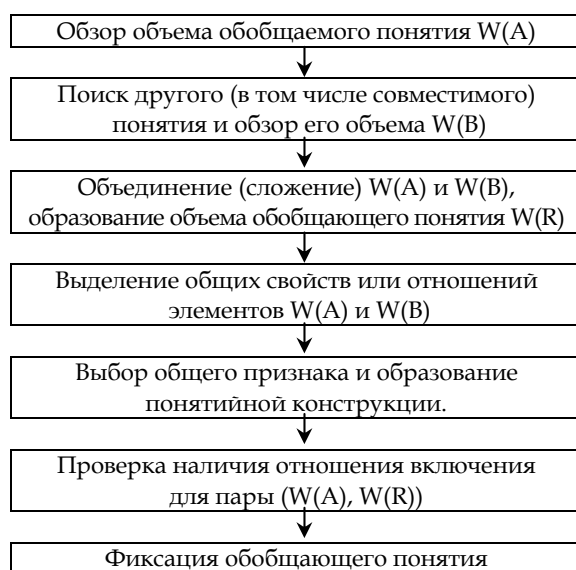 Обзор объема обобщаемого понятия W(A)
Поиск другого (в том числе совместимого)
понятия и обзор его объема W(B)
Объединение (сложение) W(A) и W(B),
образование объема обобщающего понятия W(R)
Выделение общих свойств или отношений
элементов W(A) и W(B)
Выбор общего признака и образование
понятийной конструкции.
Проверка наличия отношения включения
для пары (W(A), W(R))
Фиксация обобщающего понятия